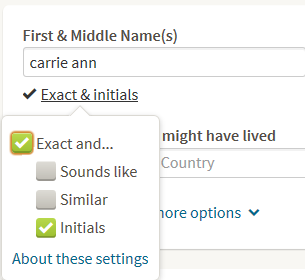 First & Middle Name(s)
carrie ann
Exact & initials
Exact and...
might have lived
Sounds like
Country
Similar
Initials
more options
About these settings